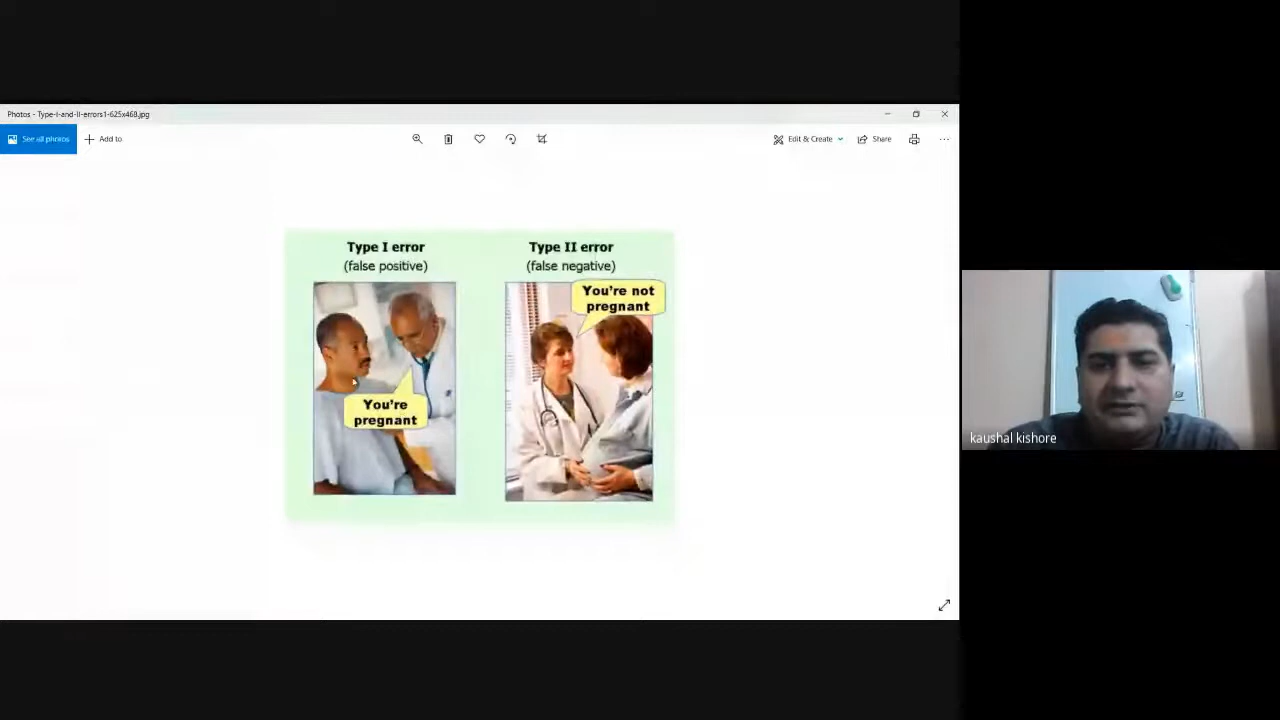 Photos - Type-I-and-II-errors1-625x468.jpg
See all photos
Add to
Edit & Create
Share
Type I error
(false positive)
You're
pregnant
Type II error
(false negative)
You're not
pregnant
kaushal kishore